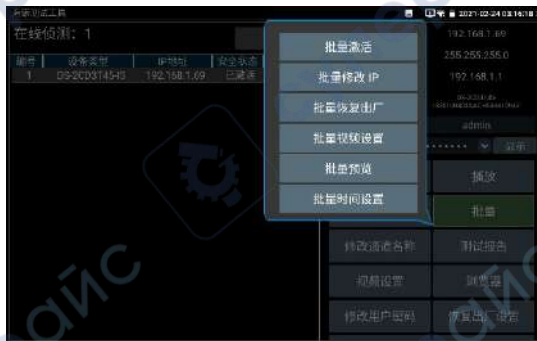 2021-02-24 03:16:18
在线侦测：1
编号 设备类型 IP地址 安全状态
1 DS-2CD3T45-I5 192.168.1.69 已激活
批量激活
批量修改 IP
批量恢复出厂
批量视频设置
批量预览
批量时间设置
192.168.1.69
255.255.255.0
192.168.1.1
admin
显示
播放
批量
修改通道名称
测试报告
视频设置
浏览器
修改用户密码
恢复出厂设置
айс